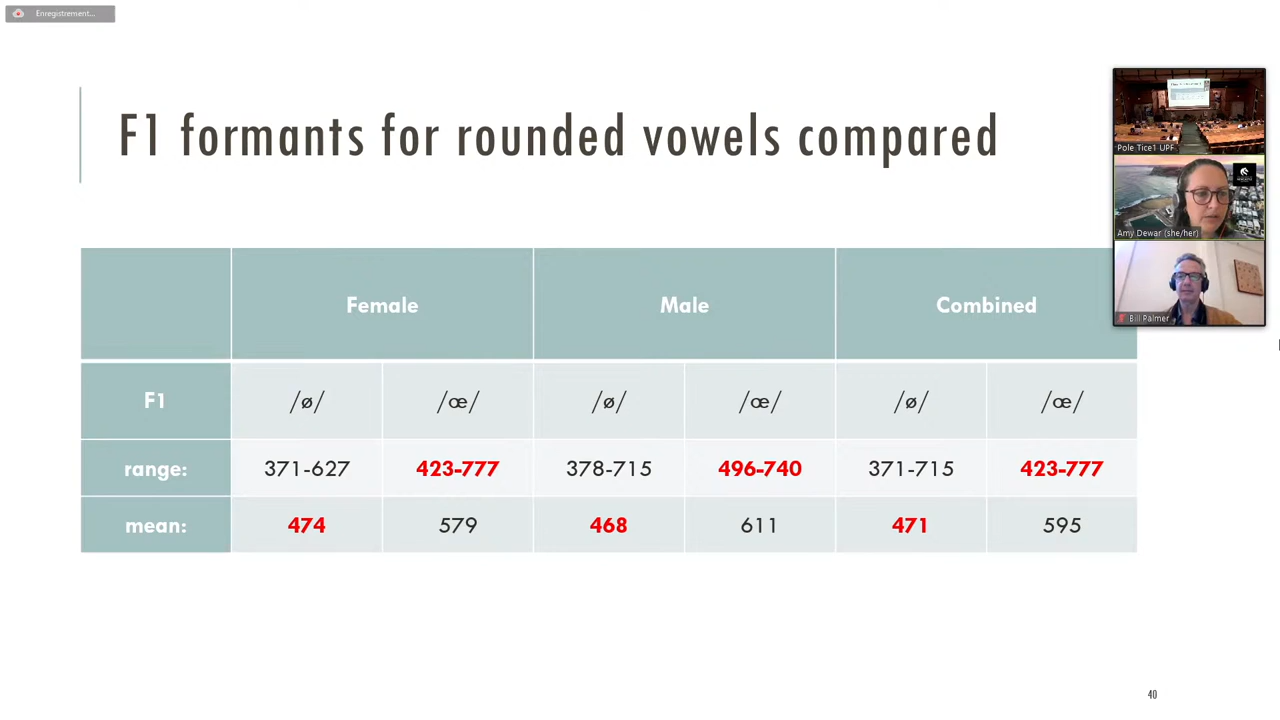 Enregistrement...
F1 formants for rounded vowels compared
Pole Tice1 UPF
Amy Dewar (she/her)
Bill Palmer
Female Male Combined
F1 /ø/ /œ/ /ø/ /œ/ /ø/ /œ/
range: 371-627 423-777 378-715 496-740 371-715 423-777
mean: 474 579 468 611 471 595
40